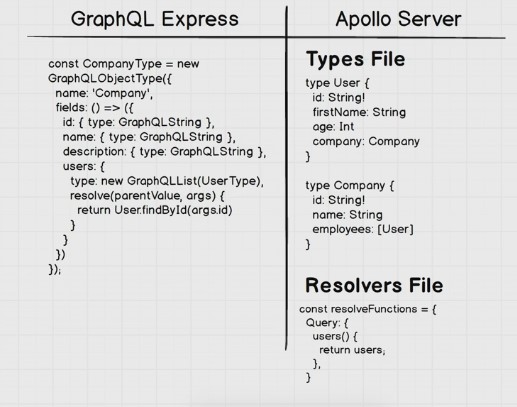 GraphQL Express
const CompanyType = new
GraphQLObjectType({
name: 'Company',
fields: () => ({
id: { type: GraphQLString },
name: { type: GraphQLString },
description: { type: GraphQLString },
users: {
type: new GraphQLList(UserType),
resolve(parentValue, args) {
return User.findById(args.id)
}
}
})
});
Apollo Server
Types File
type User {
id: String!
firstName: String
age: Int
company: Company
}
type Company {
id: String!
name: String
employees: [User]
}
Resolvers File
const resolveFunctions = {
Query: {
users() {
return users;
},
}